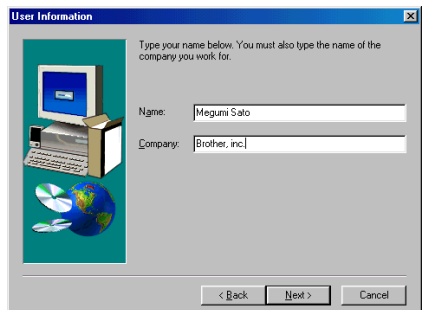 User Information
Type your name below. You must also type the name of the
company you work for.
Name: Megumi Sato
Company: Brother, inc.
< Back Next > Cancel